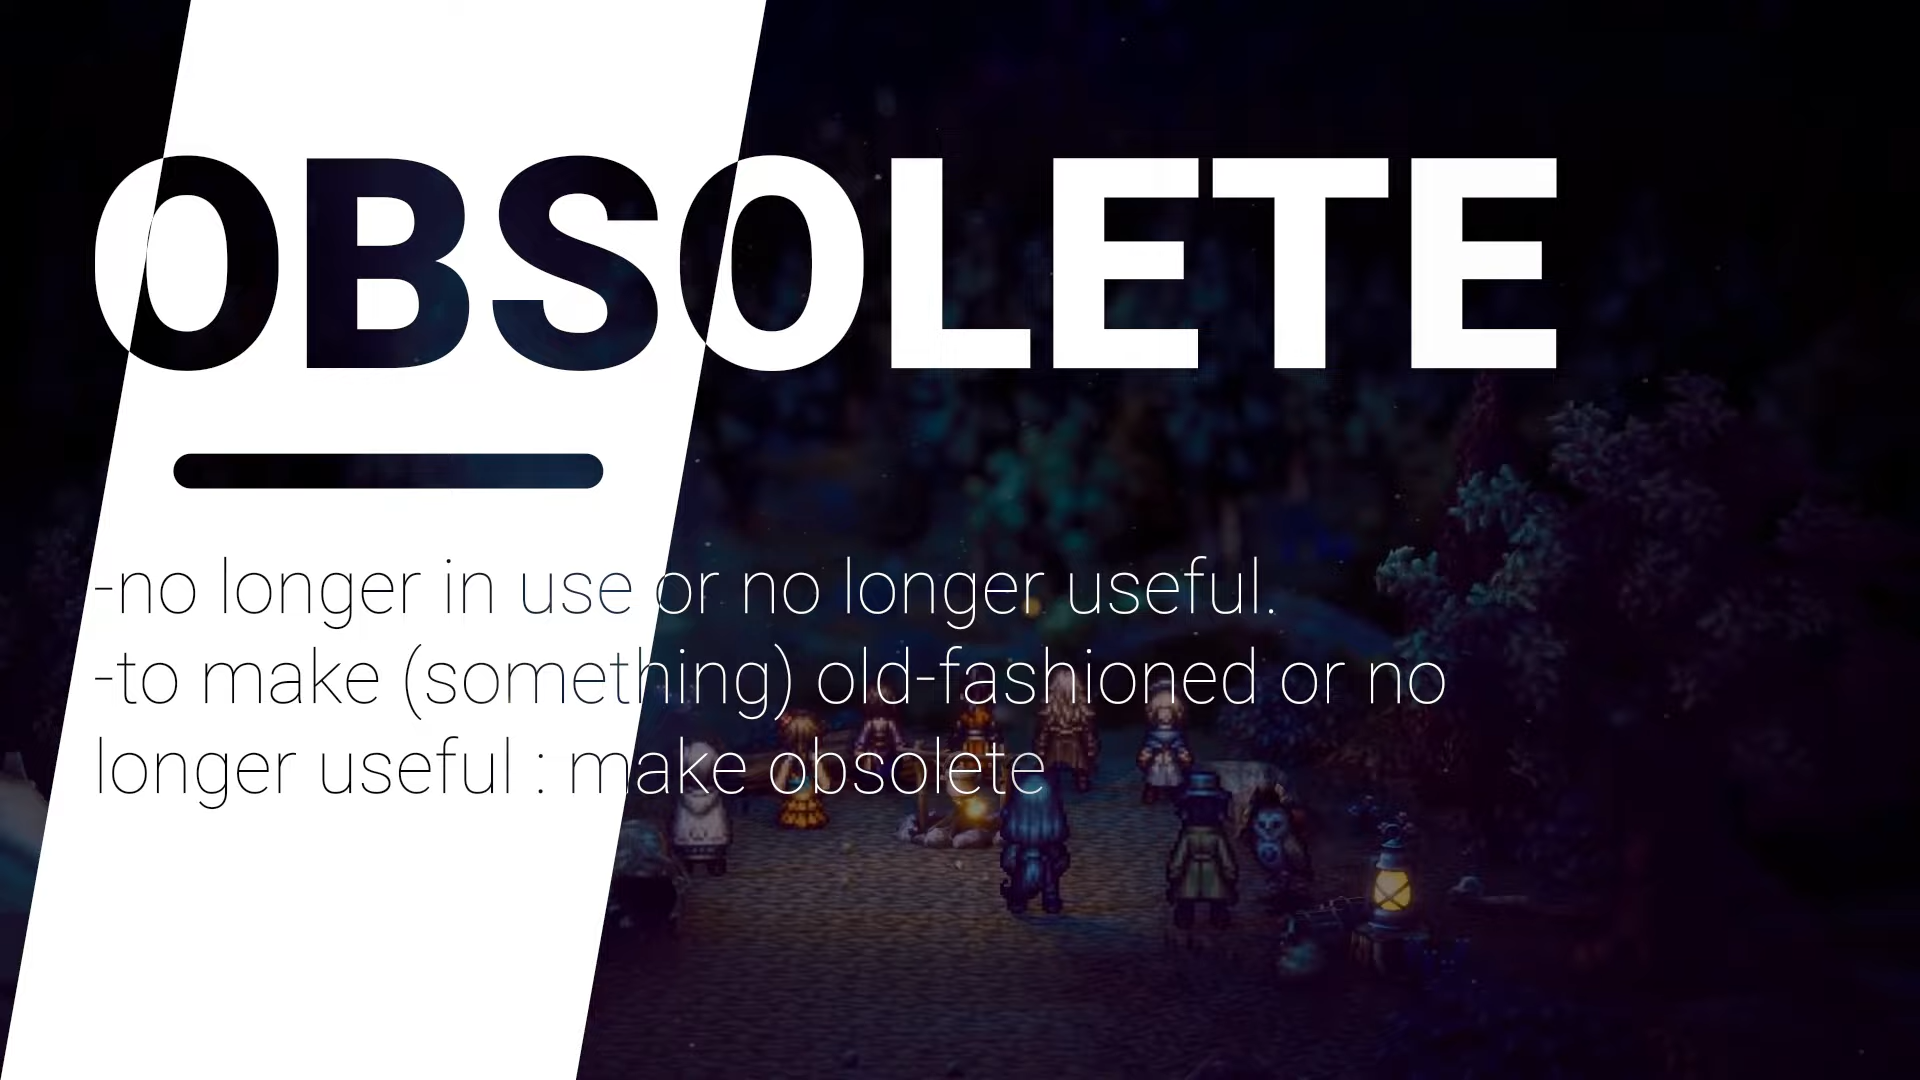 OBSOLETE
-no longer in use or no longer useful.
-to make (something) old-fashioned or no
longer useful : make obsolete